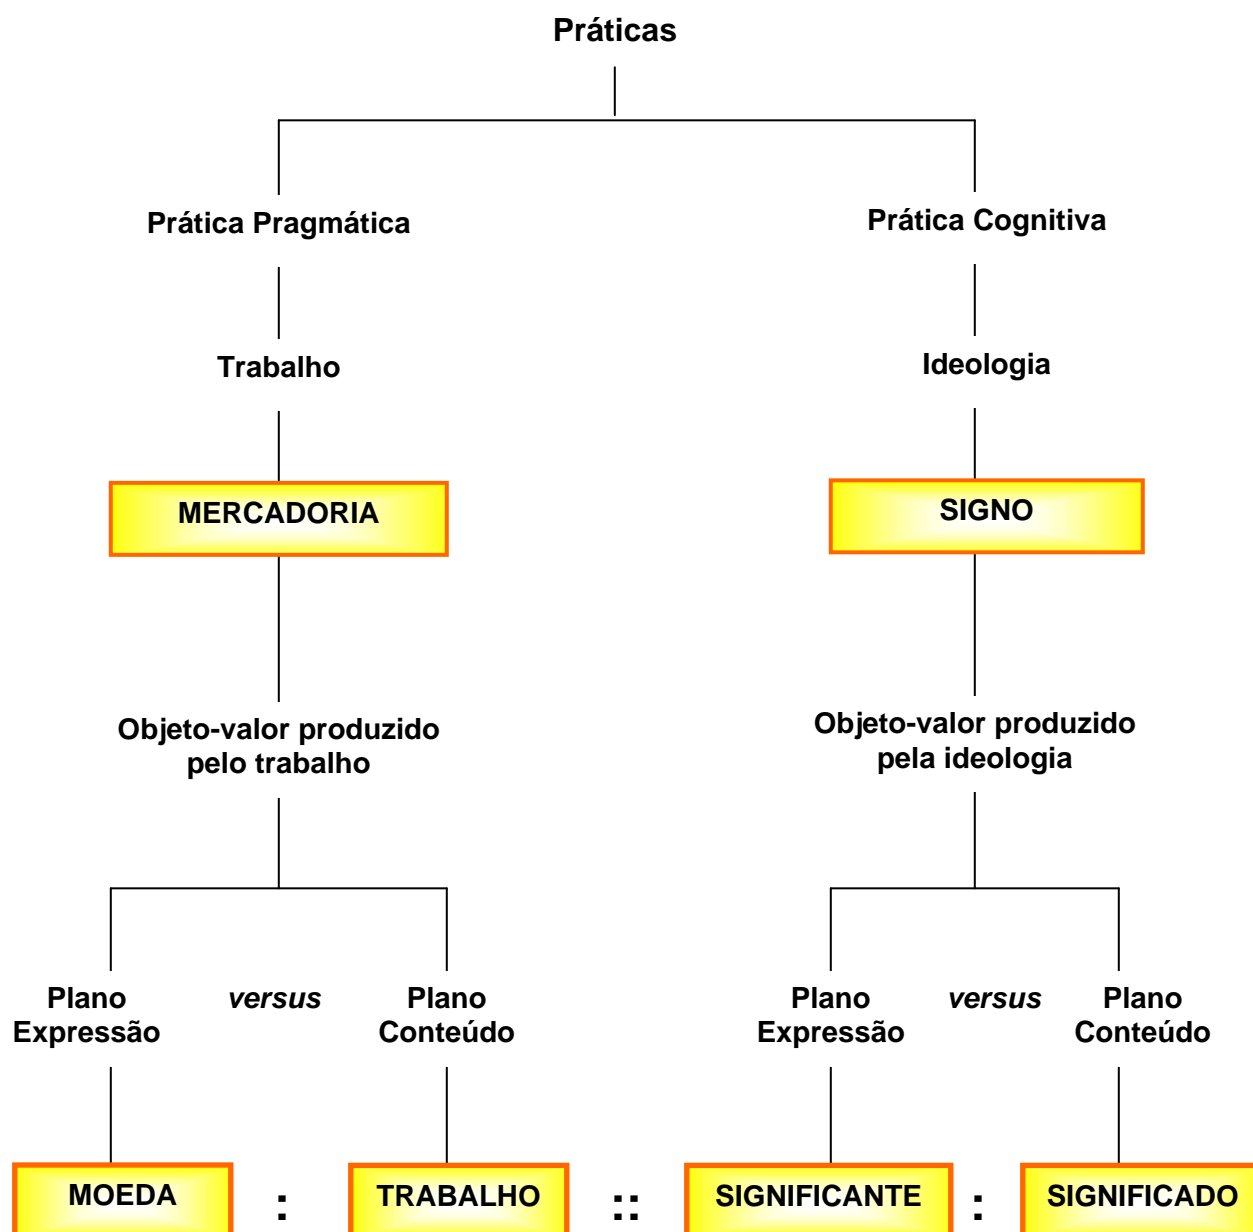 Práticas
Prática Pragmática
Prática Cognitiva
Trabalho
Ideologia
MERCADORIA
SIGNO
Objeto-valor produzido
pelo trabalho
Objeto-valor produzido
pela ideologia
Plano
Expressão
versus
Plano
Conteúdo
Plano
Expressão
versus
Plano
Conteúdo
MOEDA : TRABALHO :: SIGNIFICANTE : SIGNIFICADO